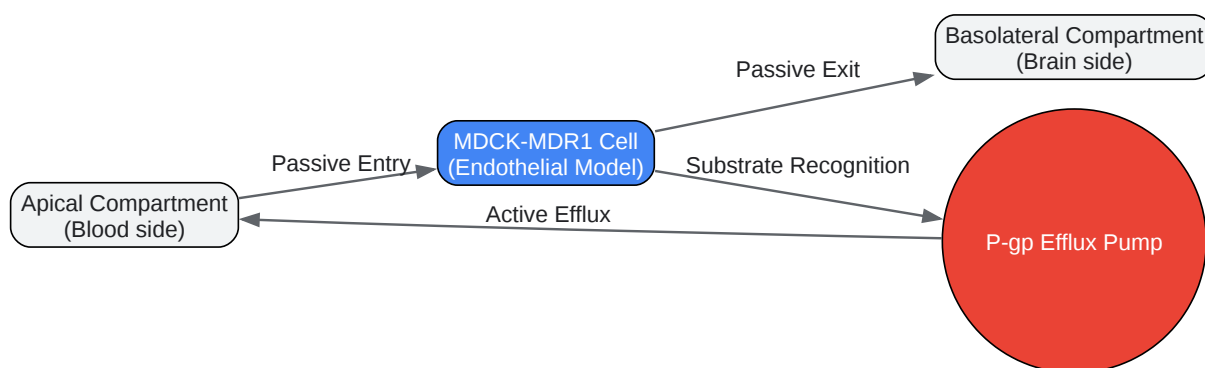 Basolateral Compartment
(Brain side)
Passive Exit
MDCK-MDR1 Cell
(Endothelial Model)
Passive Entry
Substrate Recognition
Apical Compartment
(Blood side)
Active Efflux
P-gp Efflux Pump